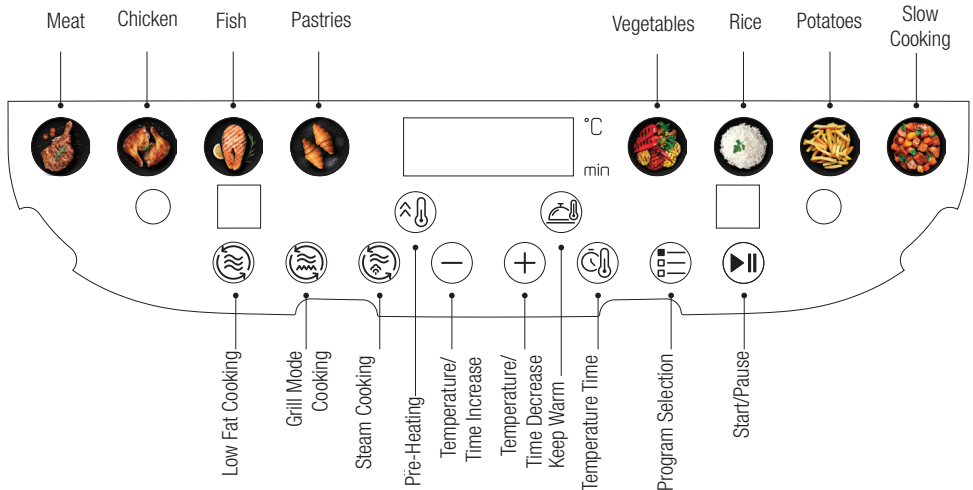 Meat
Chicken
Fish
Pastries
Vegetables
Rice
Potatoes
Slow
Cooking
°C
min
Low Fat Cooking
Grill Mode
Cooking
Steam Cooking
Pre-Heating
Temperature/
Time Increase
Temperature/
Time Decrease
Keep Warm
Temperature Time
Program Selection
Start/Pause